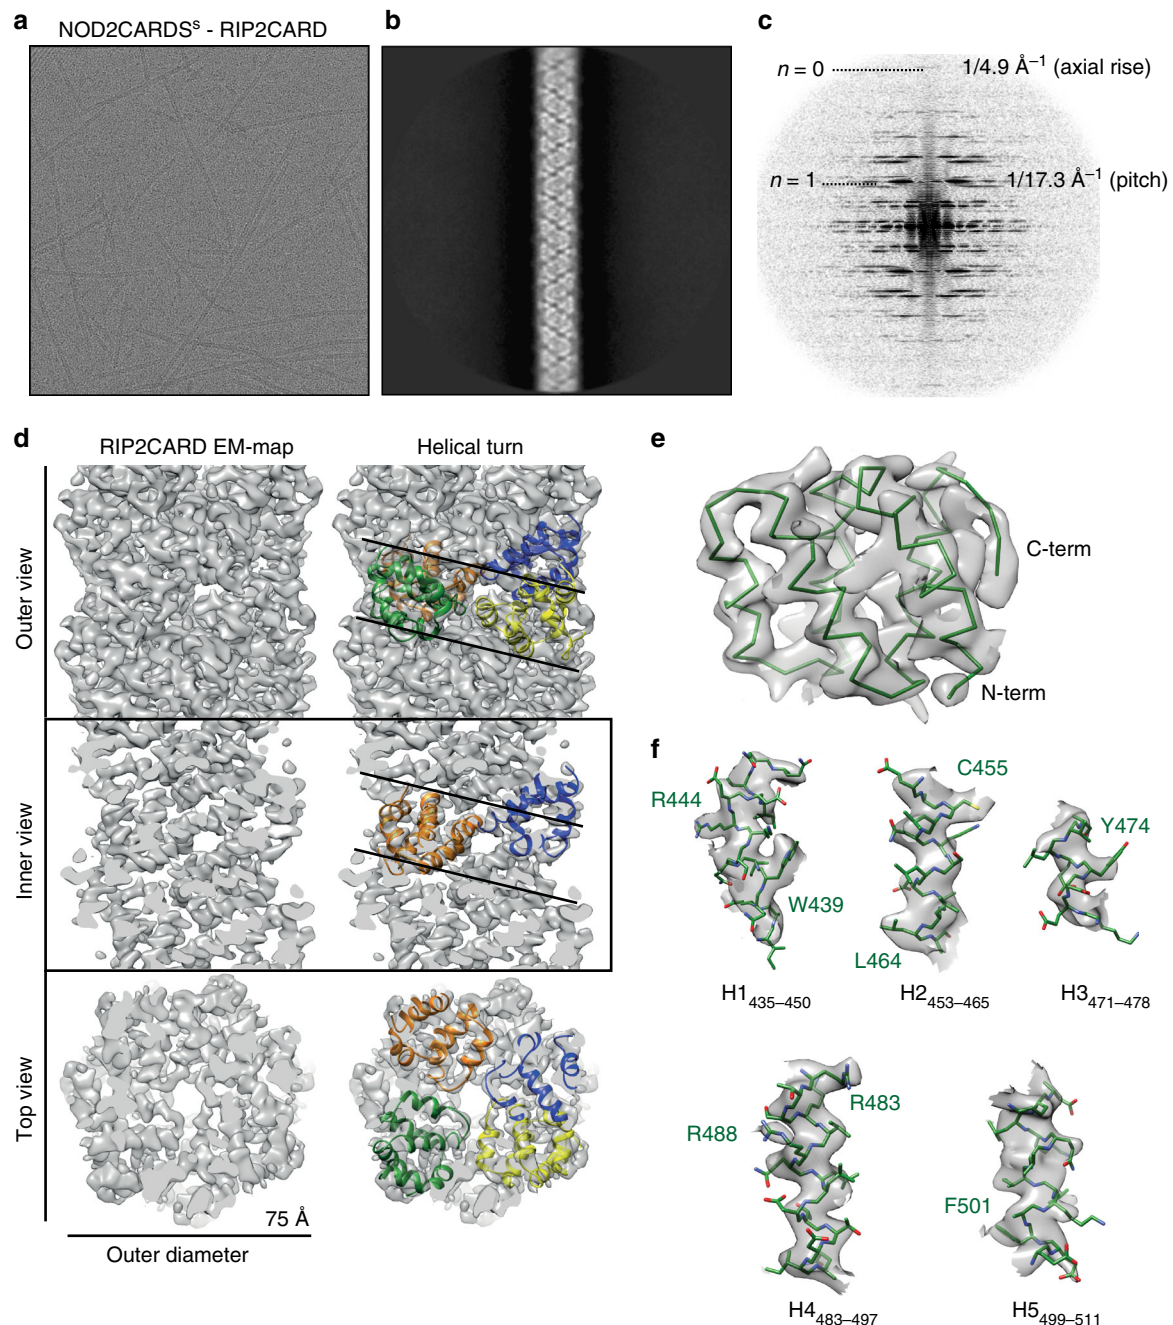 a
NOD2CARDSˢ - RIP2CARD
b
c
n = 0
1/4.9 Å⁻¹ (axial rise)
n = 1
1/17.3 Å⁻¹ (pitch)
d
RIP2CARD EM-map
Helical turn
Outer view
Inner view
Top view
75 Å
Outer diameter
e
C-term
N-term
f
R444
W439
H1₄₃₅₋₄₅₀
C455
L464
H2₄₅₃₋₄₆₅
Y474
H3₄₇₁₋₄₇₈
R483
R488
H4₄₈₃₋₄₉₇
F501
H5₄₉₉₋₅₁₁